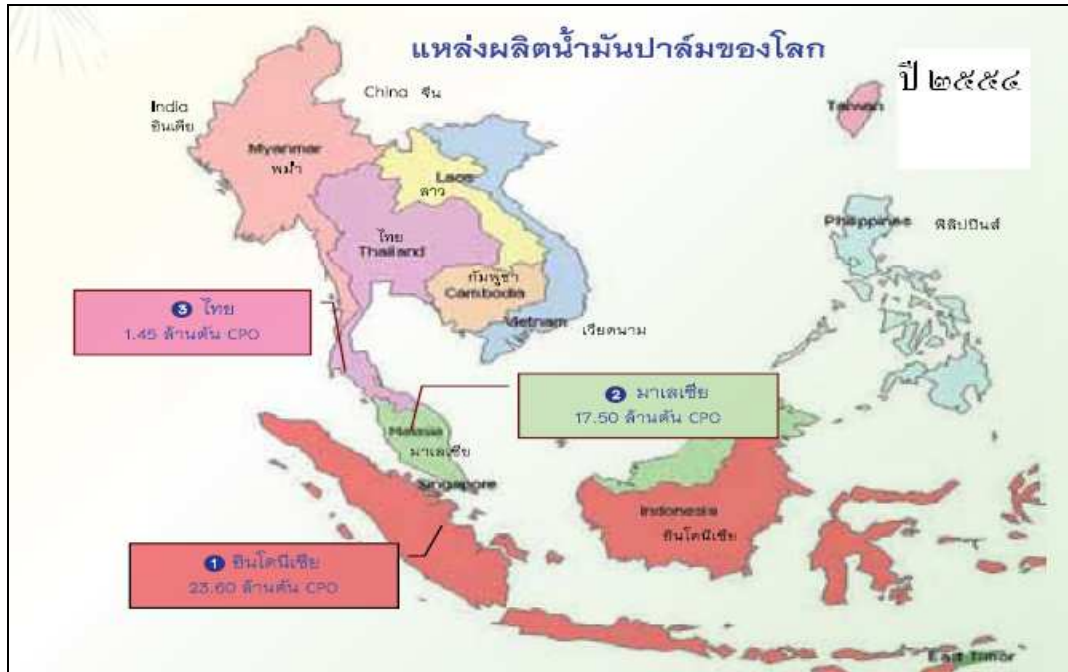 แหล่งผลิตน้ำมันปาล์มของโลก
ปี ๒๕๕๔
China จีน
India
อินเดีย
Taiwan
Myanmar
พม่า
Laos
ลาว
Philippines ฟิลิปปินส์
ไทย
Thailand
กัมพูชา
Cambodia
Vietnam
เวียดนาม
❸ ไทย
1.45 ล้านตัน CPO
❷ มาเลเซีย
17.50 ล้านตัน CPO
มาเลเซีย
Singapore
Indonesia
อินโดนีเซีย
❶ อินโดนีเซีย
23.60 ล้านตัน CPO
East Timor